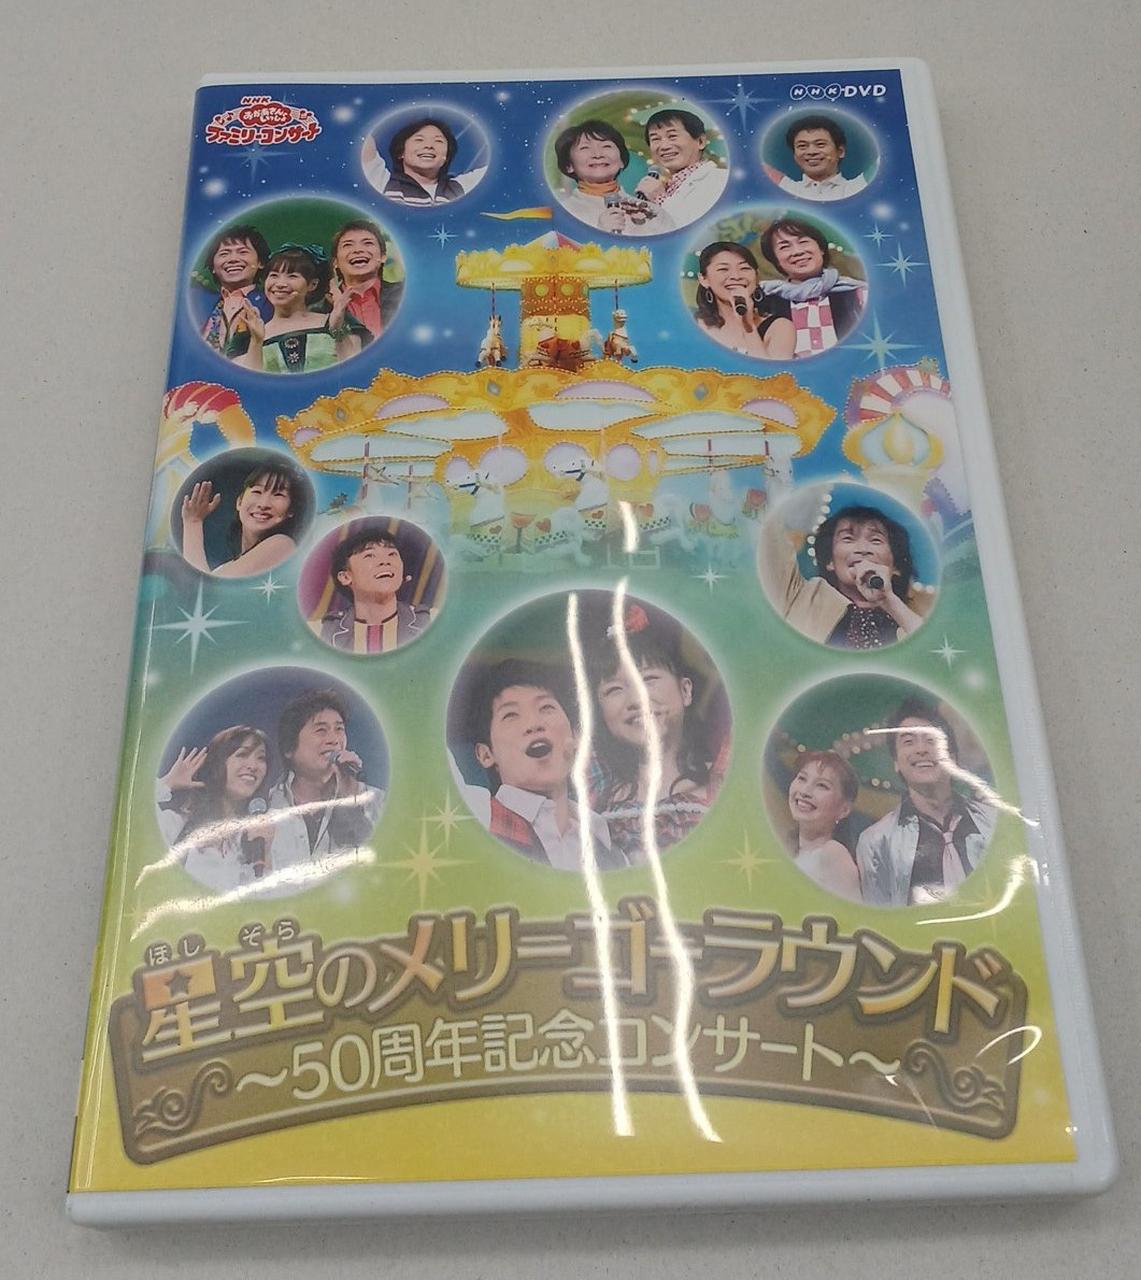 NHK
おかあさんといっしょ
ファミリーコンサート
NHK DVD
ほし ぞら
星空のメリーゴーラウンド
～50周年記念コンサート～